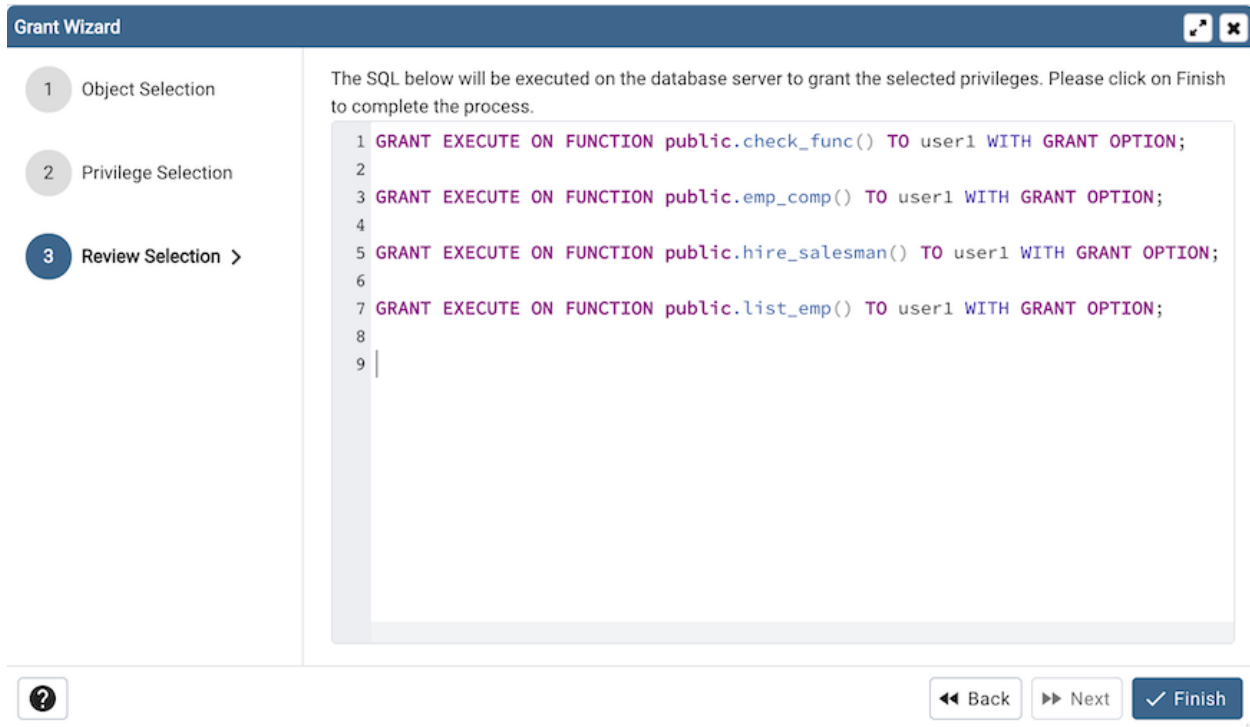 Grant Wizard
1 Object Selection
2 Privilege Selection
3 Review Selection >
The SQL below will be executed on the database server to grant the selected privileges. Please click on Finish
to complete the process.
1 GRANT EXECUTE ON FUNCTION public.check_func() TO user1 WITH GRANT OPTION;
2
3 GRANT EXECUTE ON FUNCTION public.emp_comp() TO user1 WITH GRANT OPTION;
4
5 GRANT EXECUTE ON FUNCTION public.hire_salesman() TO user1 WITH GRANT OPTION;
6
7 GRANT EXECUTE ON FUNCTION public.list_emp() TO user1 WITH GRANT OPTION;
8
9
? Back Next Finish